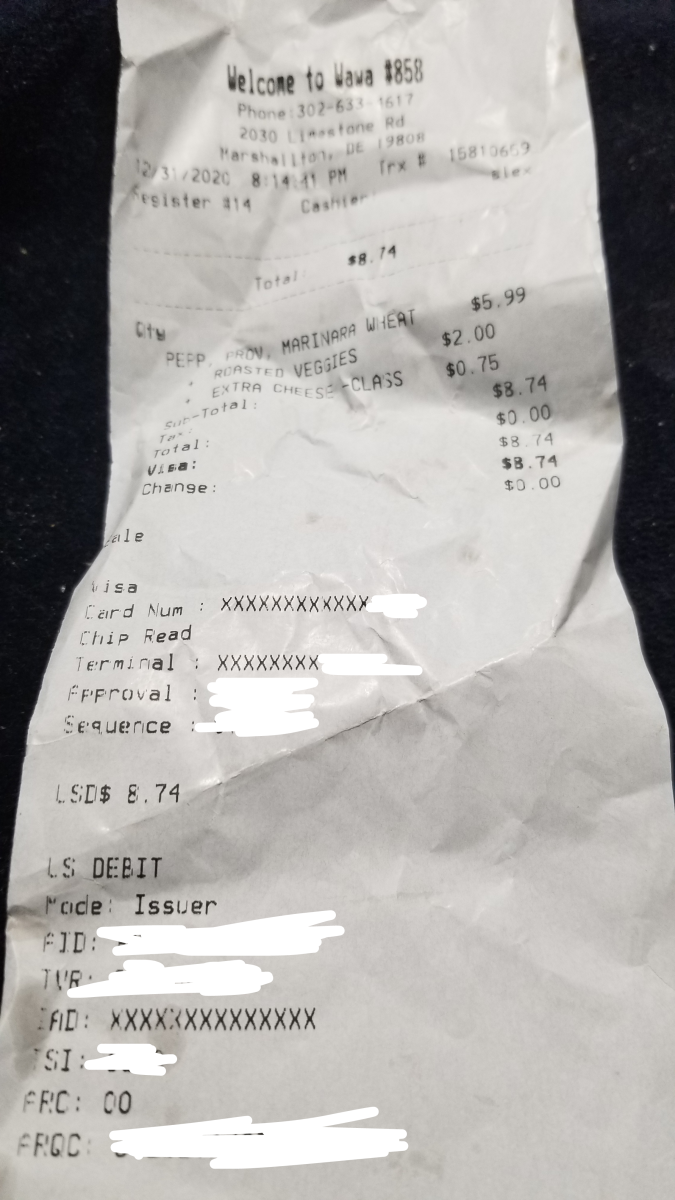 Welcome to Wawa #858
Phone:302-633-1617
2030 Limestone Rd
Marshallton, DE 19808
12/31/2020 8:14:41 PM Trx # 15810659
Register #14 Cashier
Total: $8.74
Qty
PEPP, PROV, MARINARA WHEAT $5.99
* ROASTED VEGGIES $2.00
* EXTRA CHEESE-CLASS $0.75
Sub-Total: $8.74
Tax: $0.00
Total: $8.74
Visa: $8.74
Change: $0.00
Sale
Visa
Card Num : XXXXXXXXXXXX
Chip Read
Terminal : XXXXXXXX
Approval :
Sequence :
USD$ 8.74
US DEBIT
Mode: Issuer
AID:
TVR:
IAD: XXXXXXXXXXXXXX
TSI:
ARC: 00
ARQC: